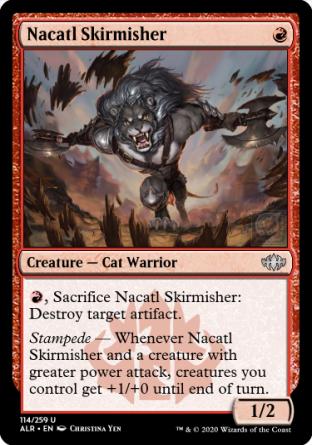 Nacatl Skirmisher
Creature — Cat Warrior
, Sacrifice Nacatl Skirmisher:
Destroy target artifact.
Stampede — Whenever Nacatl
Skirmisher and a creature with
greater power attack, creatures you
control get +1/+0 until end of turn.
1/2
114/259 U
ALR • EN CHRISTINA YEN
™ & © 2020 Wizards of the Coast